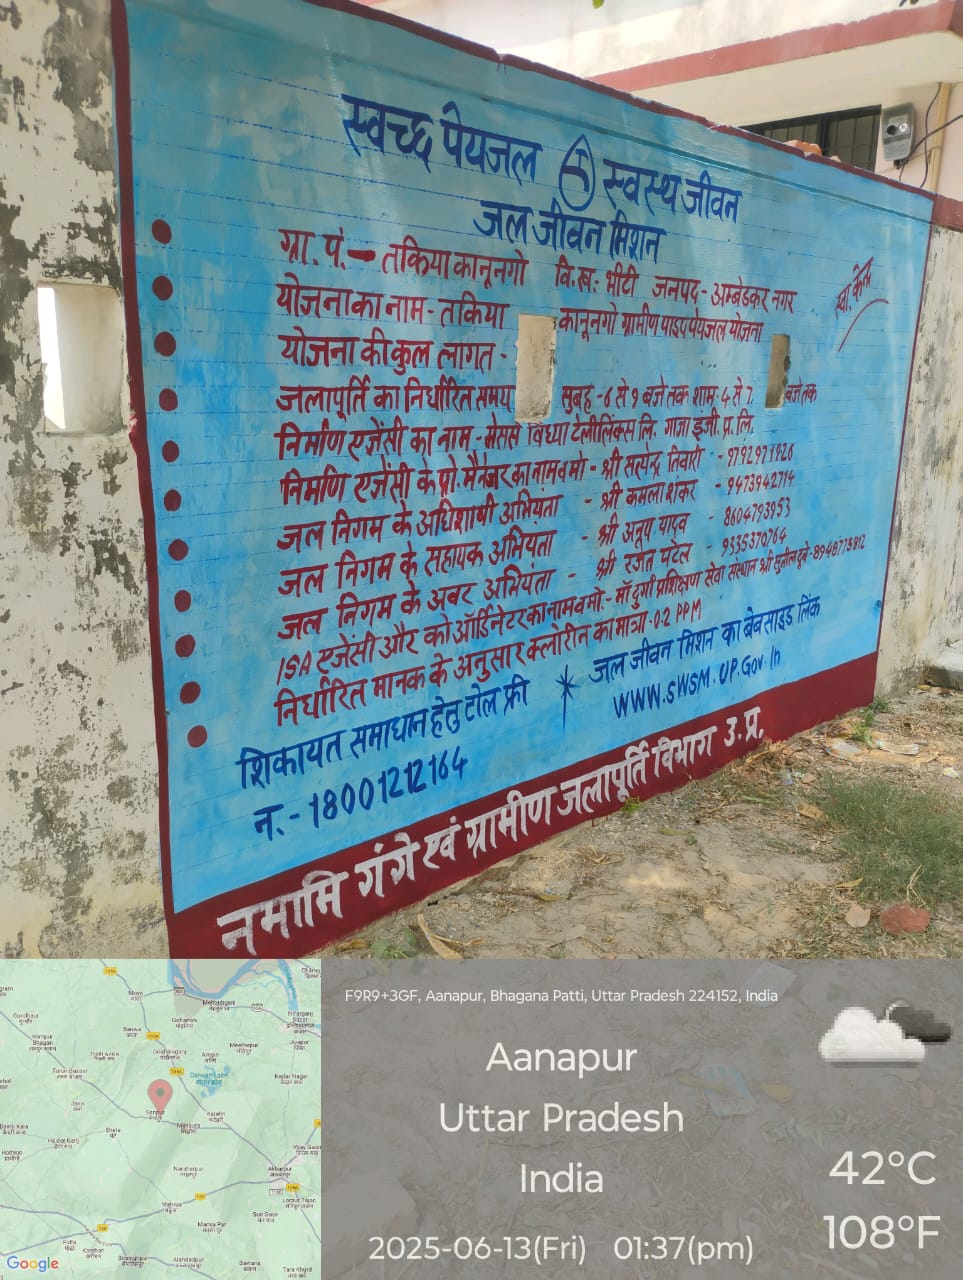 स्वच्छ पेयजल स्वस्थ जीवन
जल जीवन मिशन
ग्रा. पं. - तकिया कानूनगो वि. ख: भीटी जनपद - अम्बेडकर नगर
योजना का नाम - तकिया कानूनगो ग्रामीण पाइप पेयजल योजना
योजना की कुल लागत -
जलापूर्ति का निर्धारित समय सुबह - 6 से 9 बजे तक शाम: 4 से 7. बजे तक
निर्माण एजेंसी का नाम - मेसर्स विंध्या टेलीलिंक्स लि. गाजा इंजी. प्र. लि.
निर्माण एजेंसी के प्रो. मैनेजर का नाम व मो - श्री सत्येन्द्र तिवारी - 9792971926
जल निगम के अधिशाषी अभियंता - श्री कमला शंकर - 9473942714
जल निगम के सहायक अभियंता - श्री अनूप यादव - 8604793953
जल निगम के अवर अभियंता - श्री रजत पटेल - 9335370764
ISA एजेंसी और को ऑर्डिनेटर का नाम व मो. - माँ दुर्गा प्रशिक्षण सेवा संस्थान श्री सुनील दूबे - 8948775812
निर्धारित मानक के अनुसार क्लोरीन का मात्रा - 0.2 PPM
शिकायत समाधान हेतु टोल फ्री
न. - 18001212164
जल जीवन मिशन का बेबसाइड लिंक
WWW.SWSM.UP.Gov.In
नमामि गंगे एवं ग्रामीण जलापूर्ति विभाग उ. प्र.
F9R9+3GF, Aanapur, Bhagana Patti, Uttar Pradesh 224152, India
Aanapur
Uttar Pradesh
India
2025-06-13(Fri) 01:37(pm)
42°C
108°F
Google